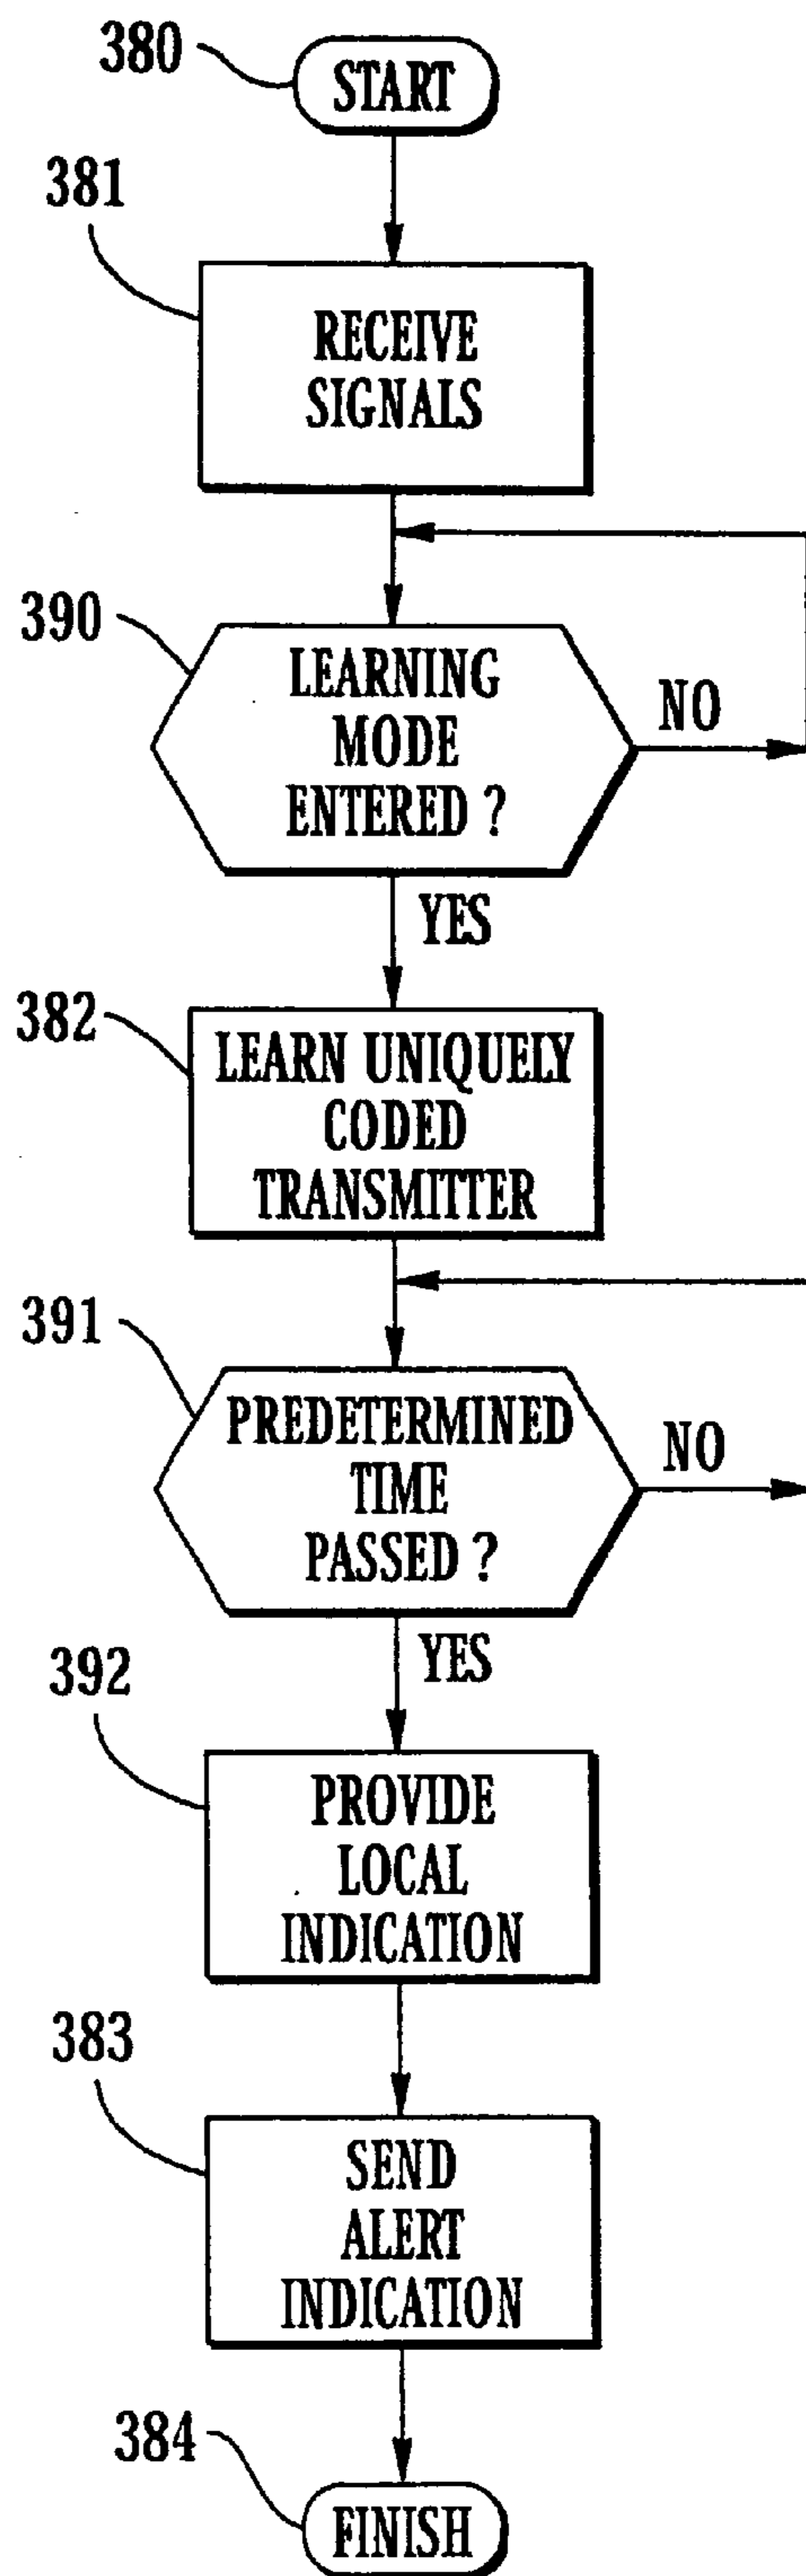 380
START
381
RECEIVE
SIGNALS
390
LEARNING
MODE
ENTERED ?
NO
YES
382
LEARN UNIQUELY
CODED
TRANSMITTER
391
PREDETERMINED
TIME
PASSED ?
NO
YES
392
PROVIDE
LOCAL
INDICATION
383
SEND
ALERT
INDICATION
384
FINISH